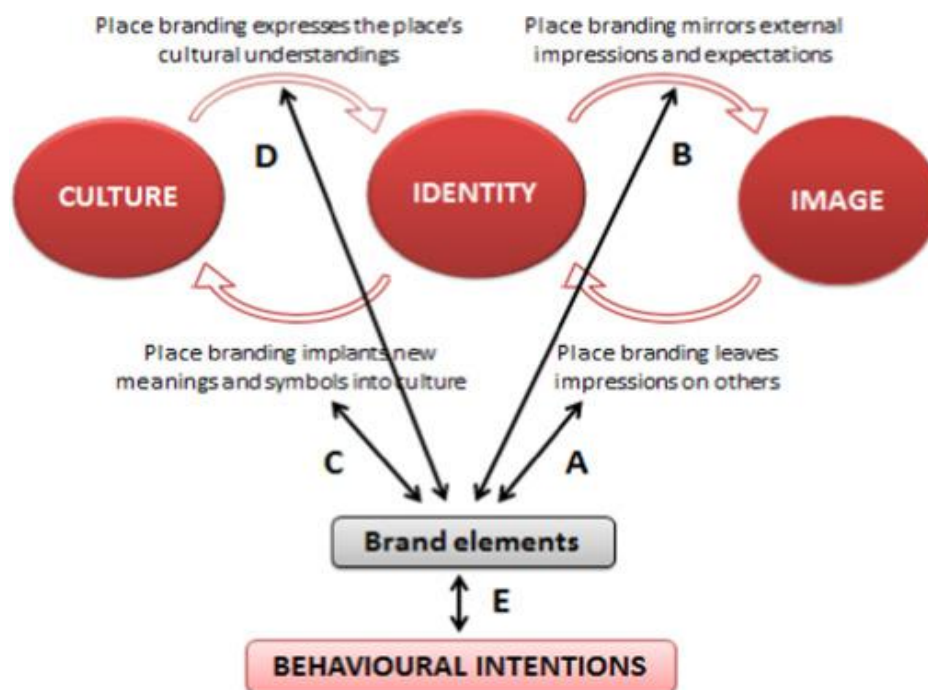 Place branding expresses the place's
cultural understandings
Place branding mirrors external
impressions and expectations
D
B
CULTURE
IDENTITY
IMAGE
Place branding implants new
meanings and symbols into culture
Place branding leaves
impressions on others
C
A
Brand elements
E
BEHAVIOURAL INTENTIONS